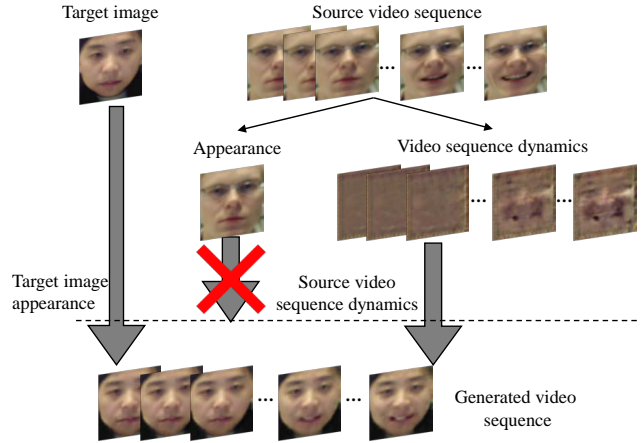 Target image
Source video sequence
...
...
Appearance
Video sequence dynamics
...
...
Target image
appearance
Source video
sequence dynamics
...
...
Generated video
sequence